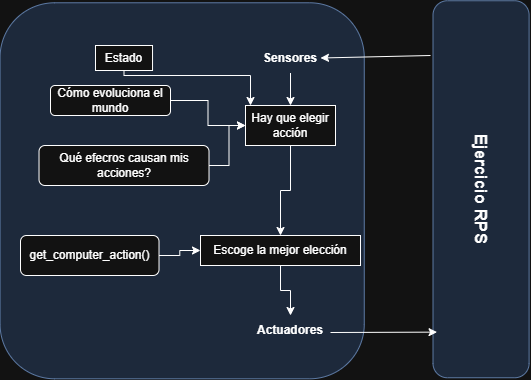 Estado
Sensores
Cómo evoluciona el
mundo
Hay que elegir
acción
Qué efecros causan mis
acciones?
get_computer_action()
Escoge la mejor elección
Actuadores
Ejercicio RPS